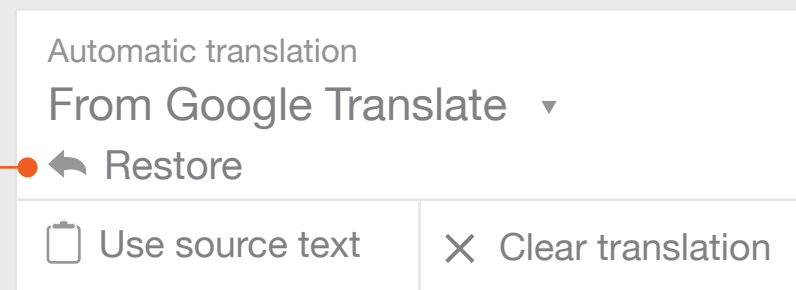 Automatic translation
From Google Translate
Restore
Use source text
Clear translation